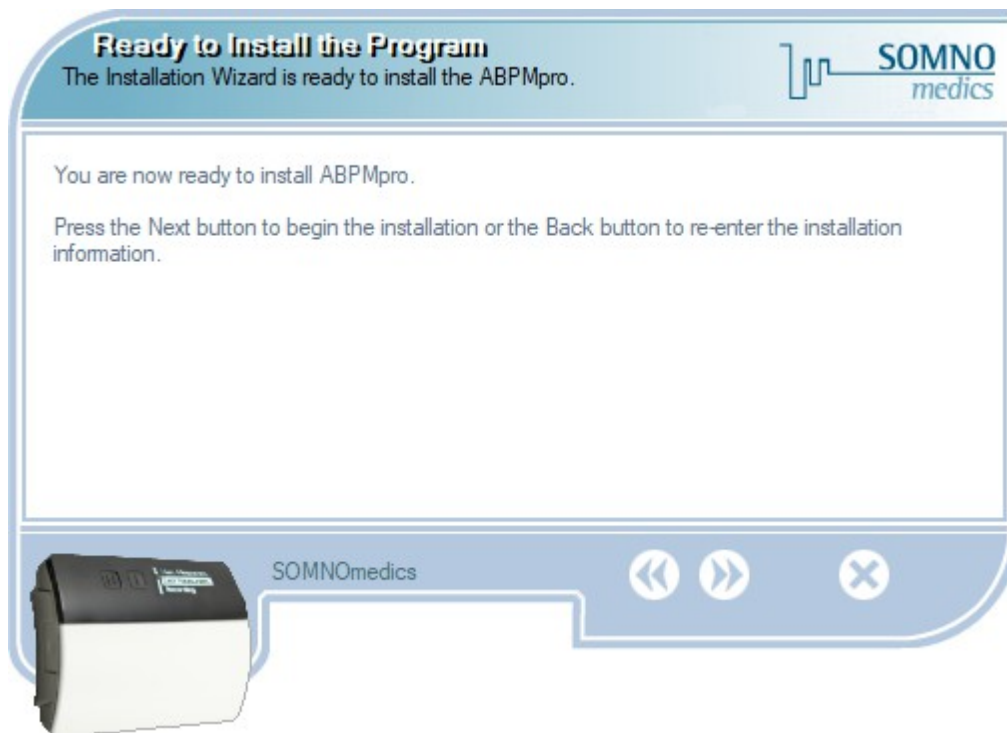 Ready to Install the Program
The Installation Wizard is ready to install the ABPMpro.
SOMNO
medics
You are now ready to install ABPMpro.
Press the Next button to begin the installation or the Back button to re-enter the installation
information.
SOMNOmedics